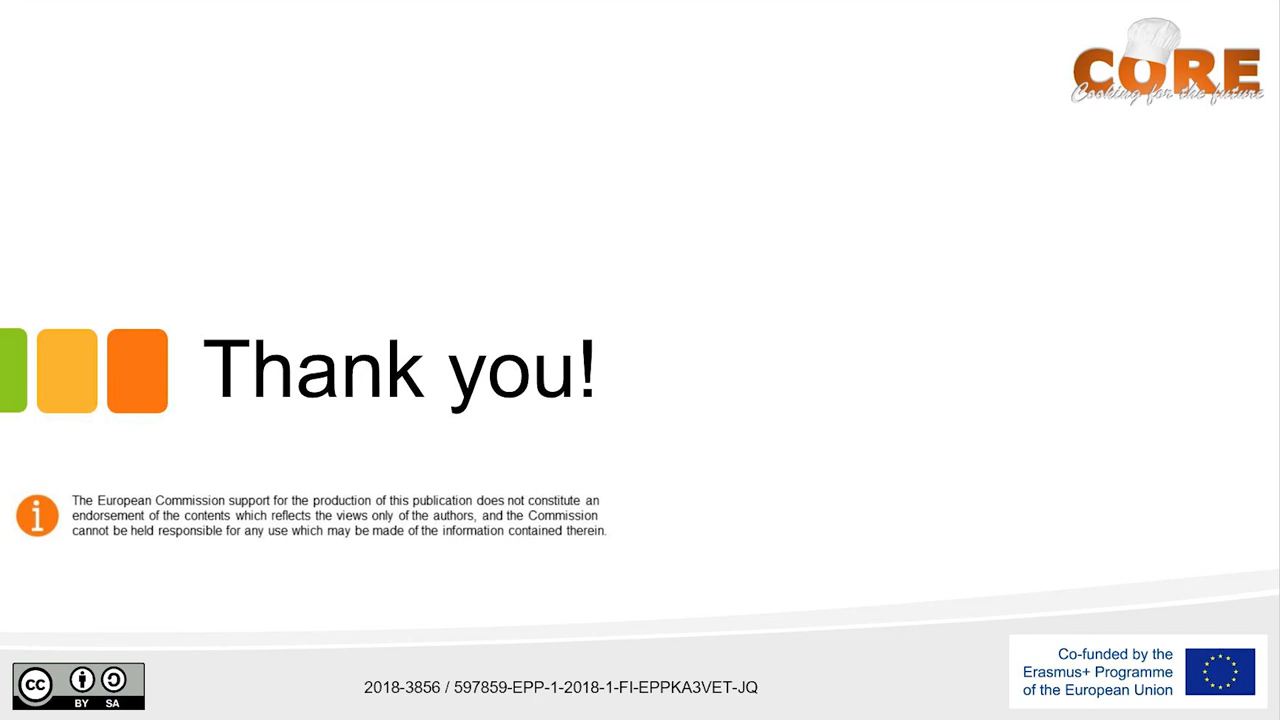 CORE
Cooking for the future
Thank you!
The European Commission support for the production of this publication does not constitute an
endorsement of the contents which reflects the views only of the authors, and the Commission
cannot be held responsible for any use which may be made of the information contained therein.
Co-funded by the
Erasmus+ Programme
of the European Union
2018-3856 / 597859-EPP-1-2018-1-FI-EPPKA3VET-JQ
cc
BY SA